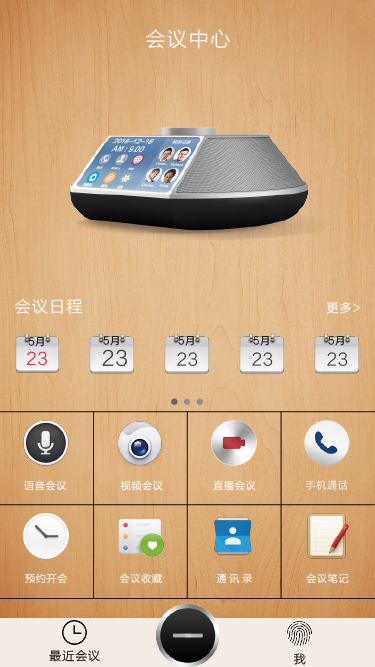 会议中心
2016-12-16
AM : 9.00
会议日程
更多>
5月 5月 5月 5月 5月
23 23 23 23 23
语音会议 视频会议 直播会议 手机通话
预约开会 会议收藏 通讯录 会议笔记
最近会议 我